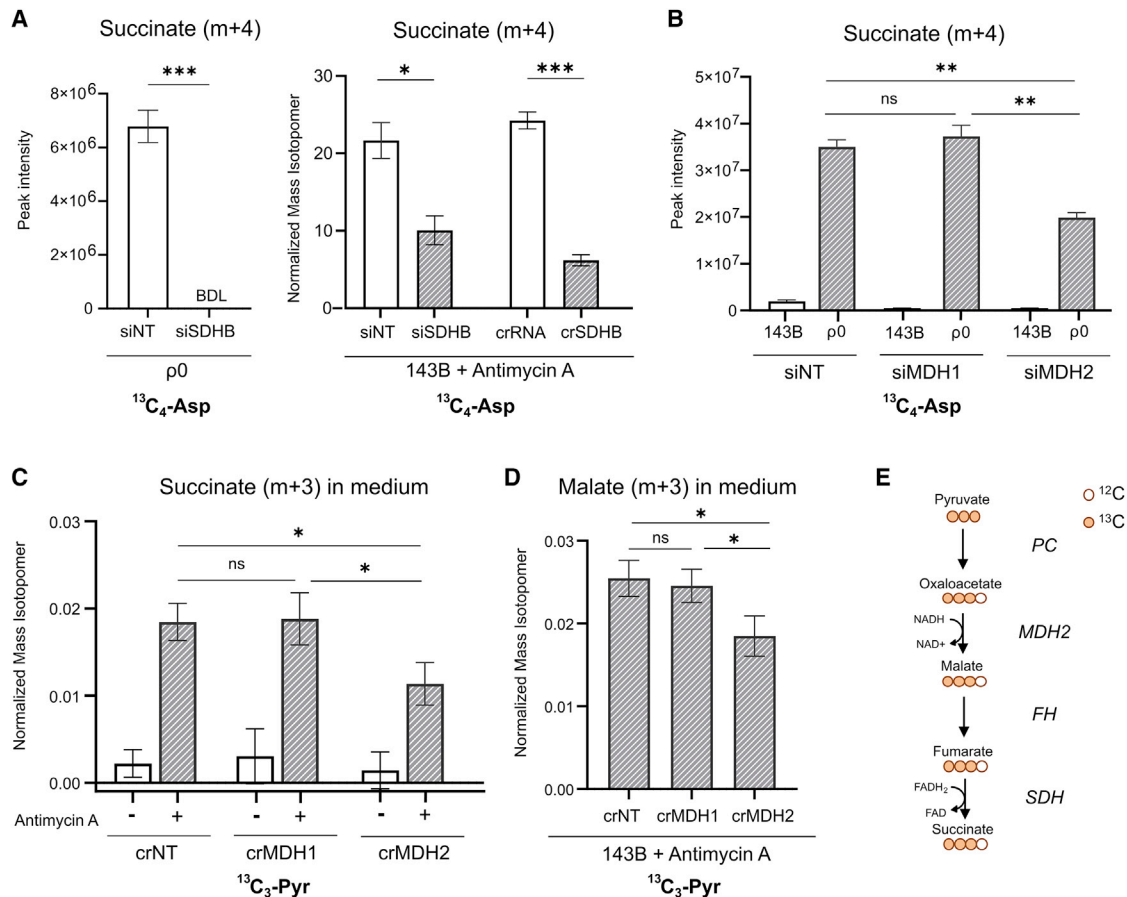 A
Succinate (m+4)
Peak intensity
8×10⁶
6×10⁶
4×10⁶
2×10⁶
0
***
BDL
siNT siSDHB
ρ0
¹³C₄-Asp
Succinate (m+4)
Normalized Mass Isotopomer
30
20
10
0
* ***
siNT siSDHB crRNA crSDHB
143B + Antimycin A
¹³C₄-Asp
B
Succinate (m+4)
Peak intensity
5×10⁷
4×10⁷
3×10⁷
2×10⁷
1×10⁷
0
**
ns **
143B ρ0 143B ρ0 143B ρ0
siNT siMDH1 siMDH2
¹³C₄-Asp
C
Succinate (m+3) in medium
Normalized Mass Isotopomer
0.03
0.02
0.01
0.00
*
ns *
Antimycin A - + - + - +
crNT crMDH1 crMDH2
¹³C₃-Pyr
D
Malate (m+3) in medium
Normalized Mass Isotopomer
0.03
0.02
0.01
0.00
*
ns *
crNT crMDH1 crMDH2
143B + Antimycin A
¹³C₃-Pyr
E
¹²C
¹³C
Pyruvate
PC
Oxaloacetate
NADH
NAD+
MDH2
Malate
FH
Fumarate
FADH₂
FAD
SDH
Succinate